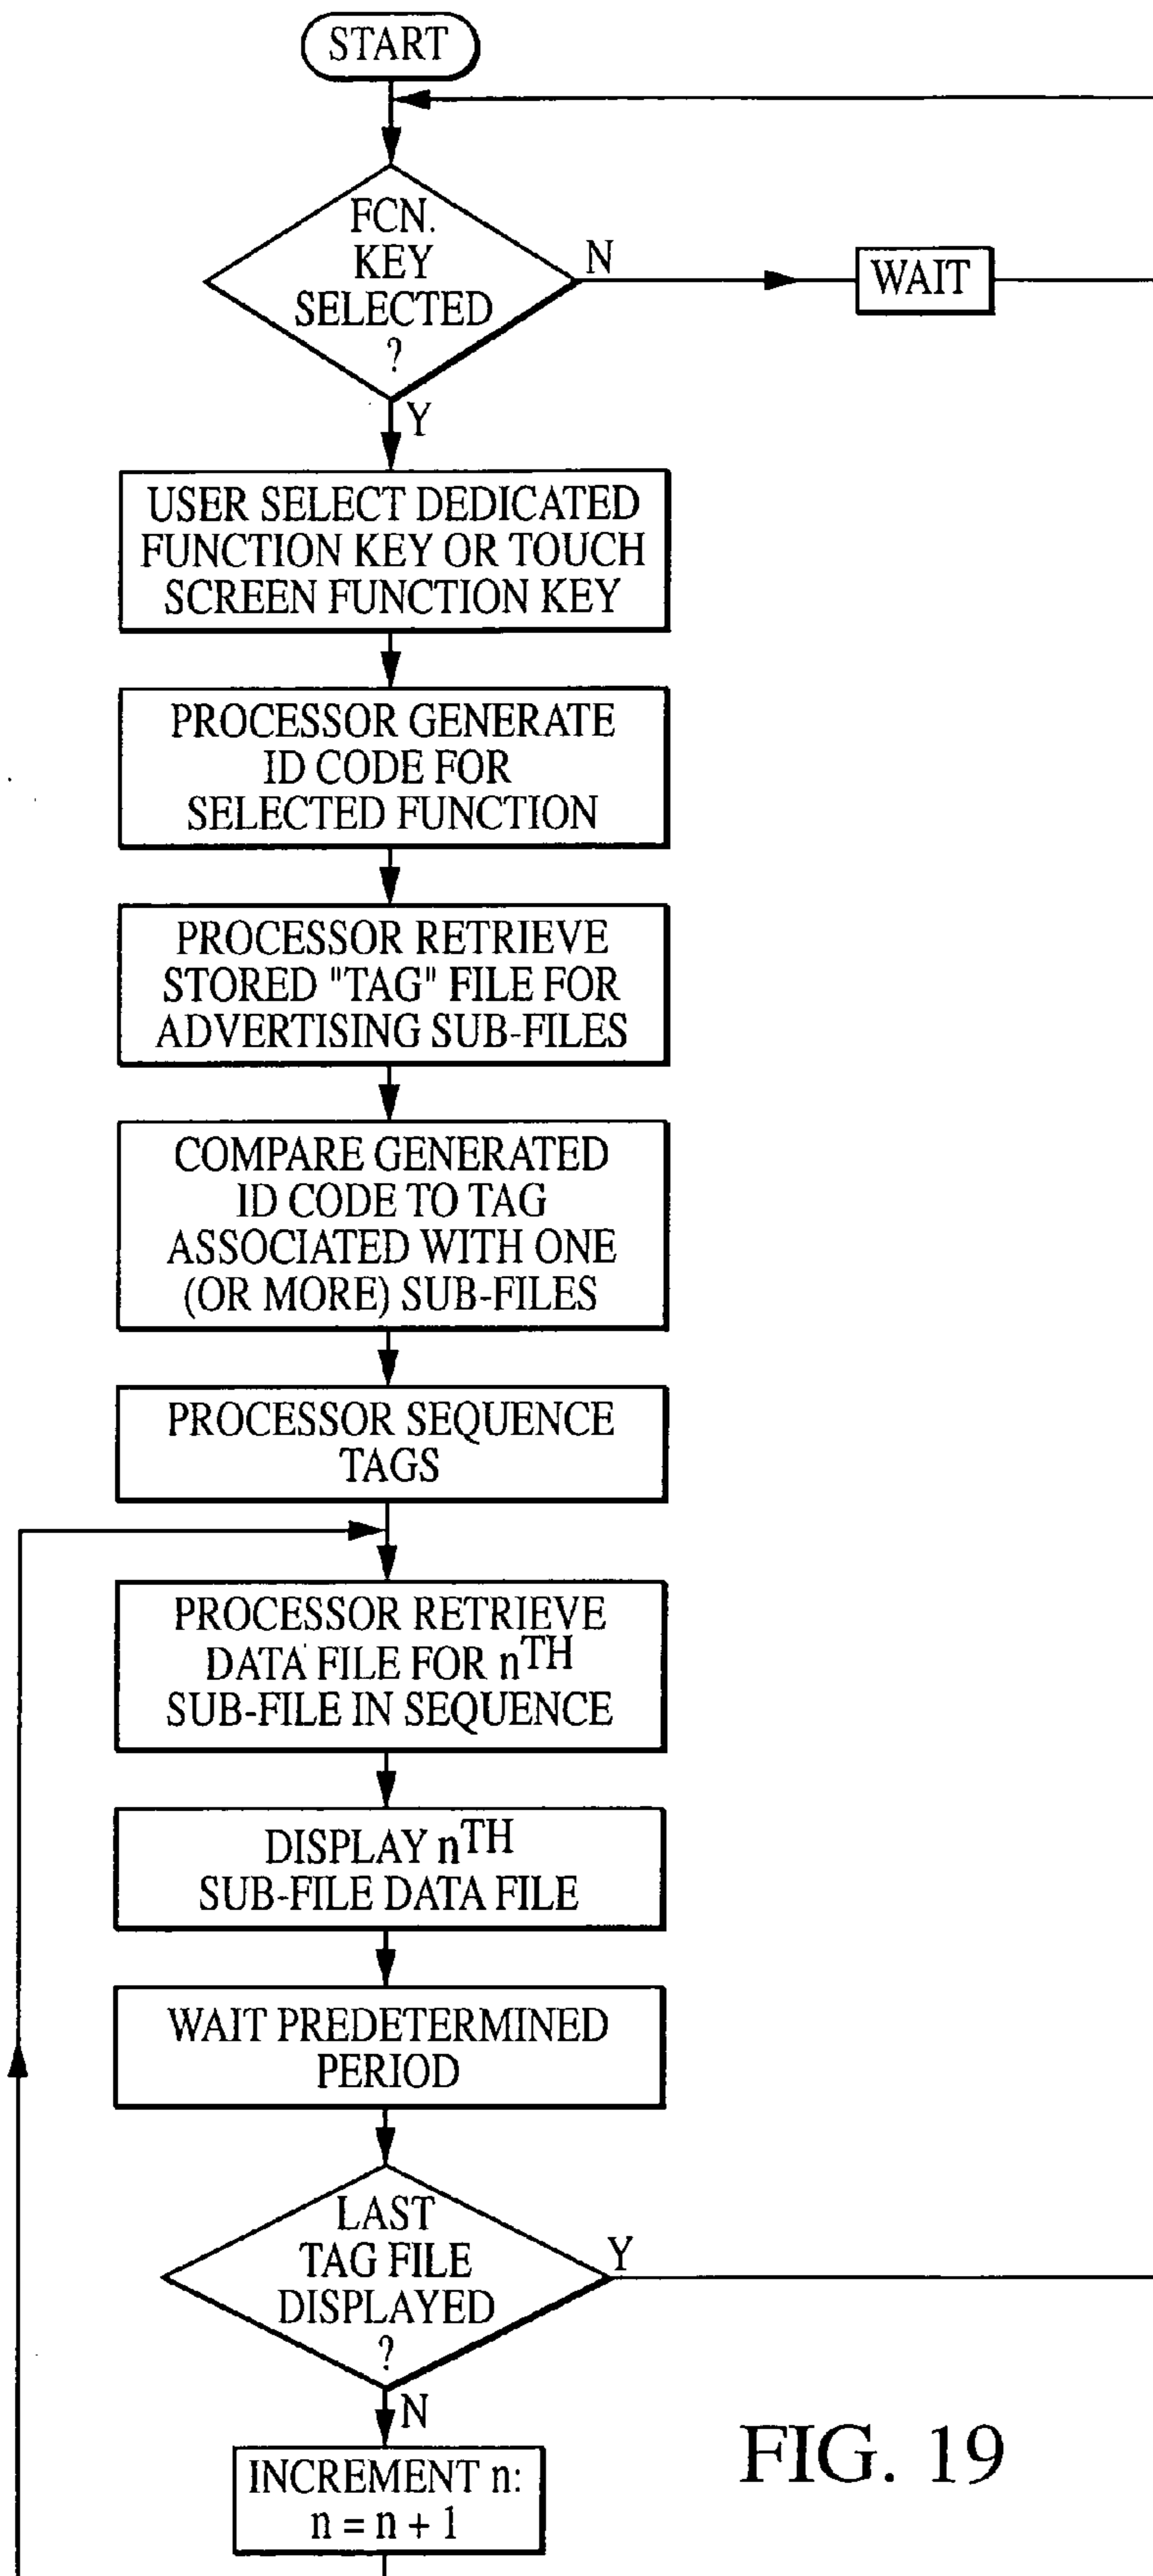 START
FCN.
KEY
SELECTED
?
N
WAIT
Y
USER SELECT DEDICATED
FUNCTION KEY OR TOUCH
SCREEN FUNCTION KEY
PROCESSOR GENERATE
ID CODE FOR
SELECTED FUNCTION
PROCESSOR RETRIEVE
STORED "TAG" FILE FOR
ADVERTISING SUB-FILES
COMPARE GENERATED
ID CODE TO TAG
ASSOCIATED WITH ONE
(OR MORE) SUB-FILES
PROCESSOR SEQUENCE
TAGS
PROCESSOR RETRIEVE
DATA FILE FOR nTH
SUB-FILE IN SEQUENCE
DISPLAY nTH
SUB-FILE DATA FILE
WAIT PREDETERMINED
PERIOD
LAST
TAG FILE
DISPLAYED
?
Y
N
INCREMENT n:
n = n + 1
FIG. 19